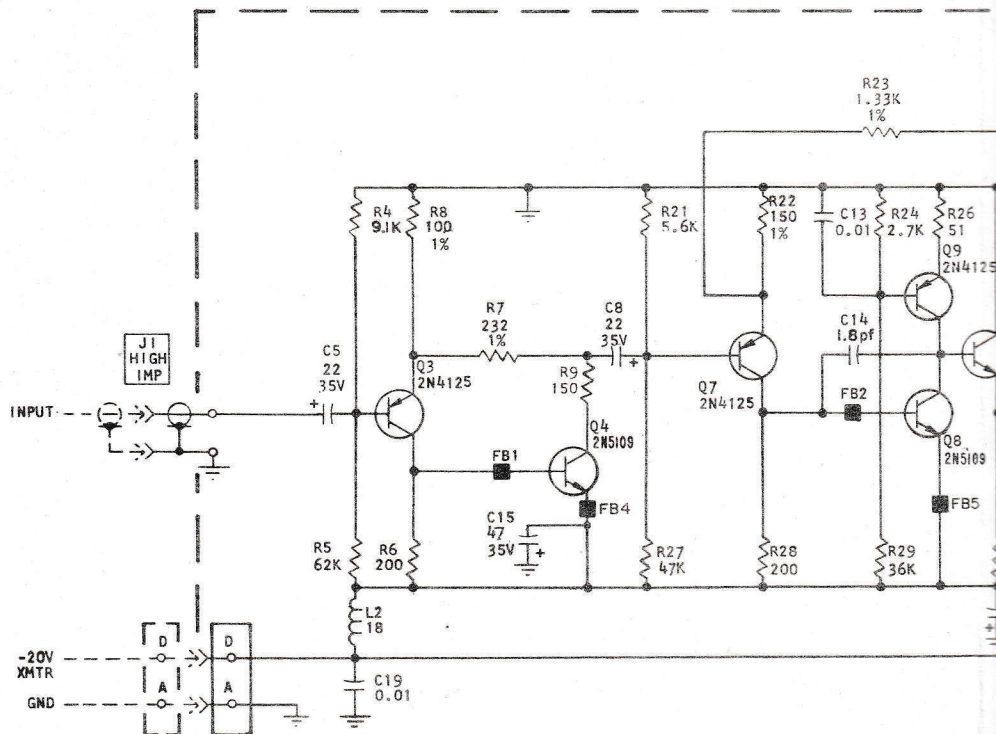 R23
1.33K
1%
R4
9.1K
R8
100
1%
R21
5.6K
R22
150
1%
C13
0.01
R24
2.7K
R26
51
Q9
2N4125
R7
232
1%
C8
22
35V
+
C14
1.8pf
J1
HIGH
IMP
C5
22
35V
+
Q3
2N4125
R9
150
Q7
2N4125
FB2
INPUT
Q4
2N5109
Q8
2N5109
FB1
FB4
FB5
C15
47
35V
+
R5
62K
R6
200
R27
47K
R28
200
R29
36K
L2
18
+
-20V
XMTR
D
D
GND
A
A
C19
0.01